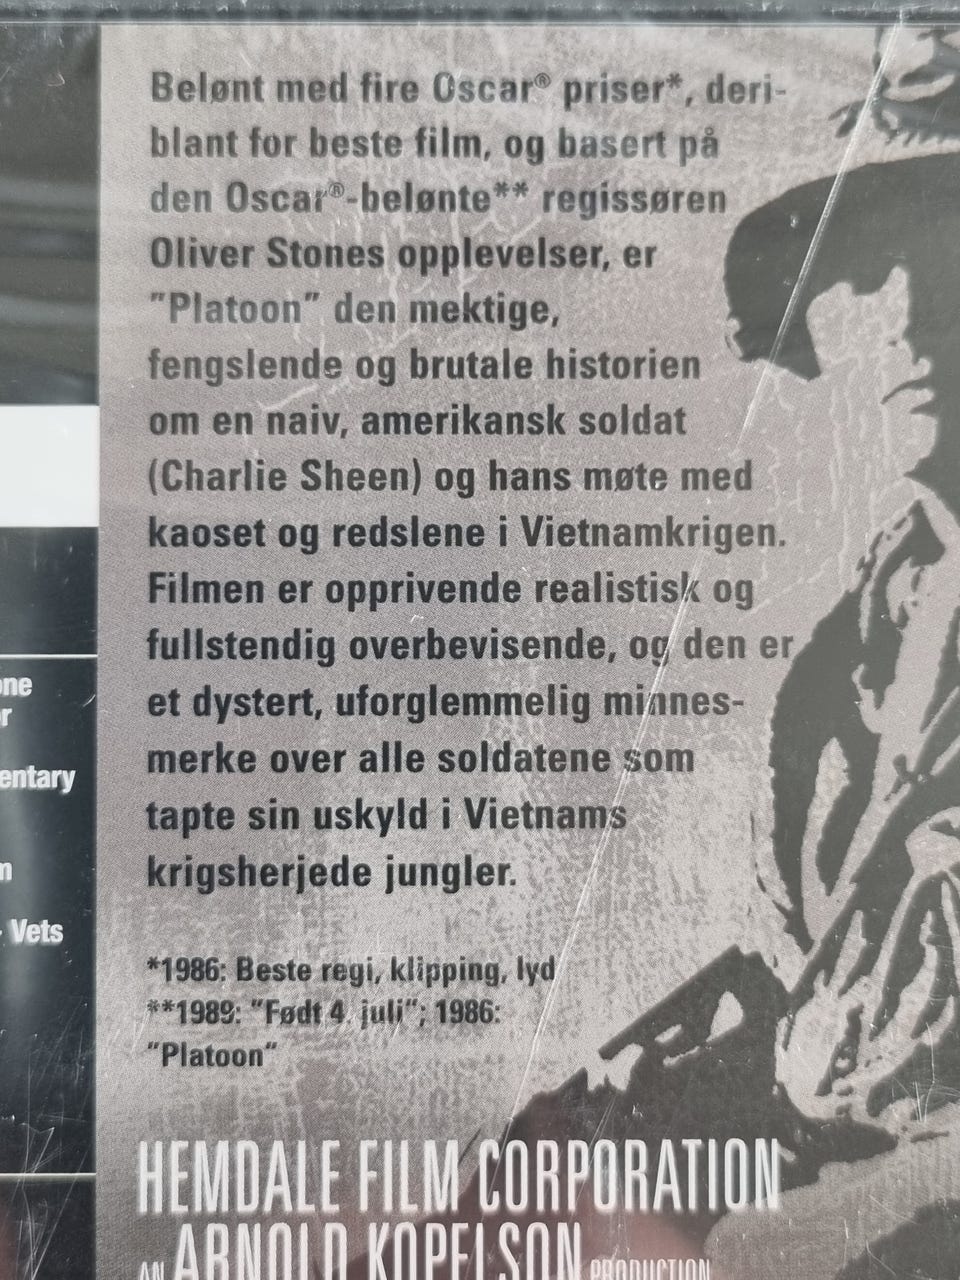 Belønt med fire Oscar® priser*, deri-
blant for beste film, og basert på
den Oscar®-belønte** regissøren
Oliver Stones opplevelser, er
"Platoon" den mektige,
fengslende og brutale historien
om en naiv, amerikansk soldat
(Charlie Sheen) og hans møte med
kaoset og redslene i Vietnamkrigen.
Filmen er opprivende realistisk og
fullstendig overbevisende, og den er
et dystert, uforglemmelig minnes-
merke over alle soldatene som
tapte sin uskyld i Vietnams
krigsherjede jungler.
*1986: Beste regi, klipping, lyd
**1989: "Født 4. juli"; 1986:
"Platoon"
HEMDALE FILM CORPORATION
AN ARNOLD KOPELSON PRODUCTION
Vets